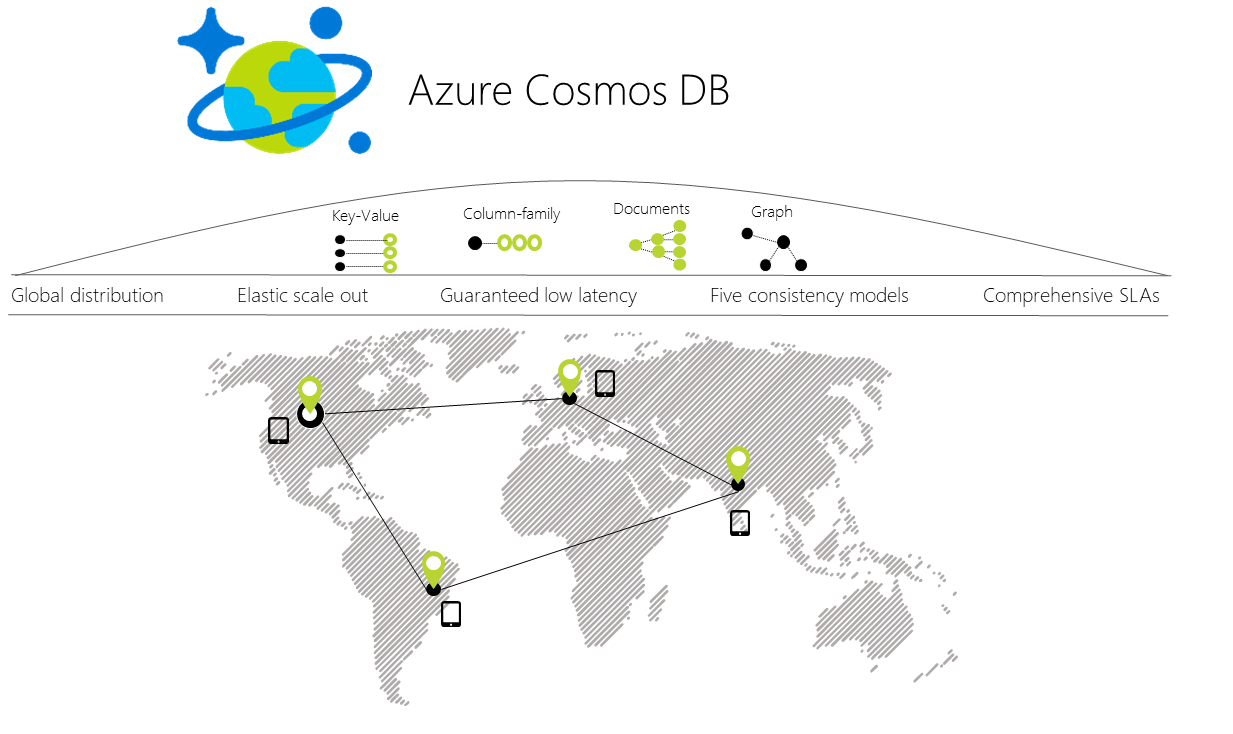 Azure Cosmos DB
Key-Value
Column-family
Documents
Graph
Global distribution
Elastic scale out
Guaranteed low latency
Five consistency models
Comprehensive SLAs